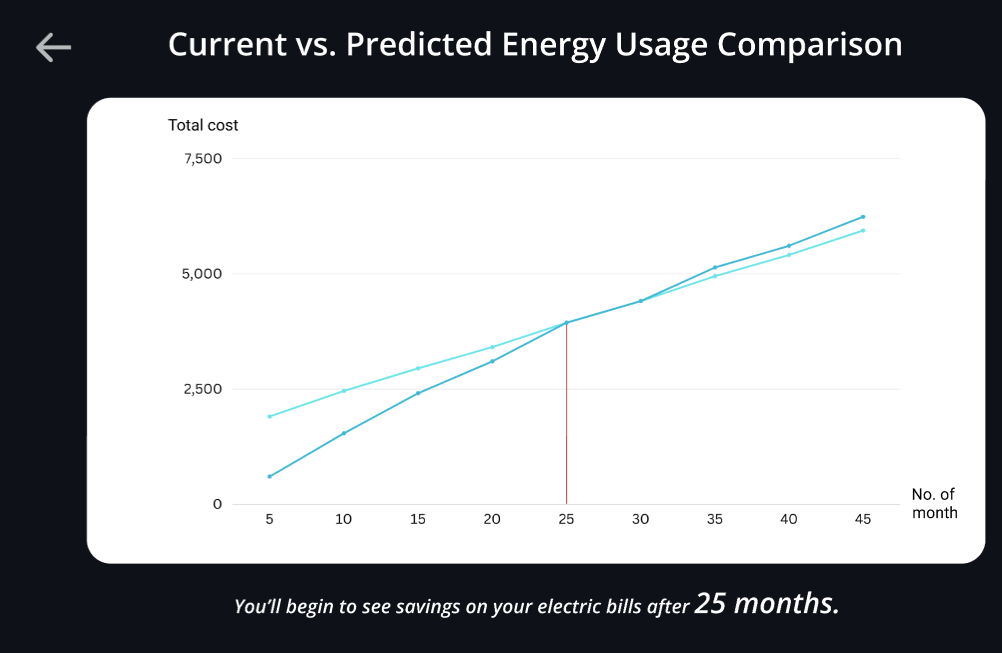 Current vs. Predicted Energy Usage Comparison
Total cost
7,500
5,000
2,500
0
5 10 15 20 25 30 35 40 45
No. of
month
You'll begin to see savings on your electric bills after 25 months.